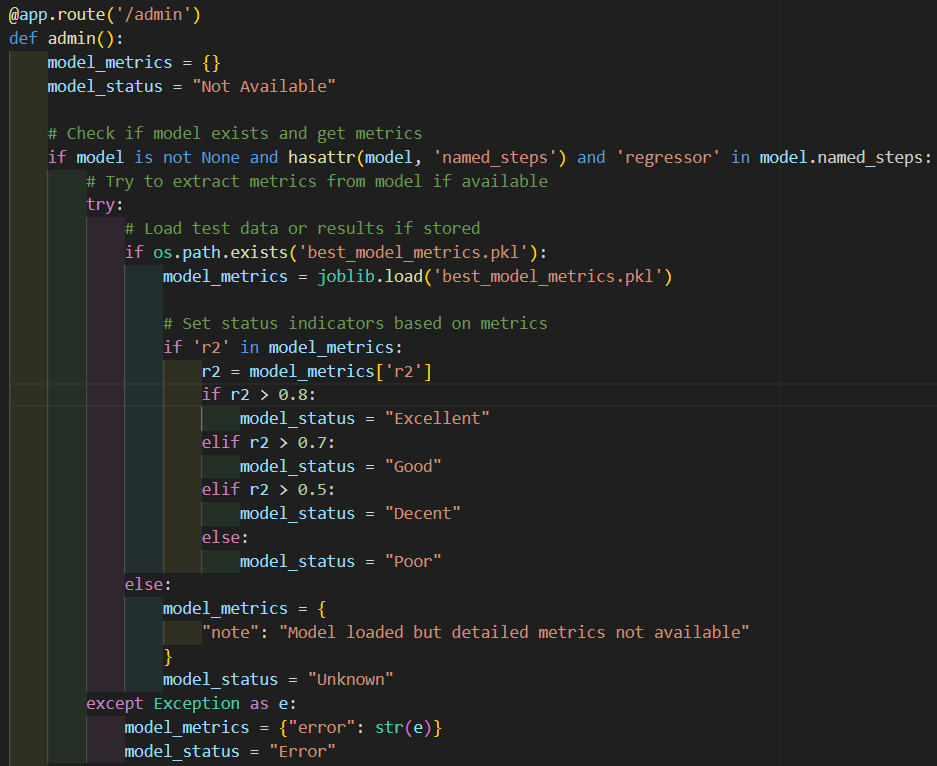 @app.route('/admin')
def admin():
    model_metrics = {}
    model_status = "Not Available"

    # Check if model exists and get metrics
    if model is not None and hasattr(model, 'named_steps') and 'regressor' in model.named_steps:
        # Try to extract metrics from model if available
        try:
            # Load test data or results if stored
            if os.path.exists('best_model_metrics.pkl'):
                model_metrics = joblib.load('best_model_metrics.pkl')

                # Set status indicators based on metrics
                if 'r2' in model_metrics:
                    r2 = model_metrics['r2']
                    if r2 > 0.8:
                        model_status = "Excellent"
                    elif r2 > 0.7:
                        model_status = "Good"
                    elif r2 > 0.5:
                        model_status = "Decent"
                    else:
                        model_status = "Poor"
            else:
                model_metrics = {
                    "note": "Model loaded but detailed metrics not available"
                }
                model_status = "Unknown"
        except Exception as e:
            model_metrics = {"error": str(e)}
            model_status = "Error"